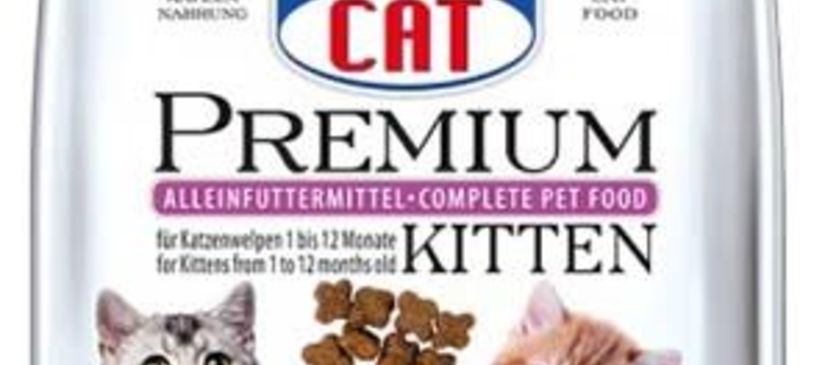 NAHRUNG
FOOD
CAT
PREMIUM
ALLEINFUTTERMITTEL·COMPLETE PET FOOD
für Katzenwelpen 1 bis 12 Monate
for Kittens from 1 to 12 months old
KITTEN